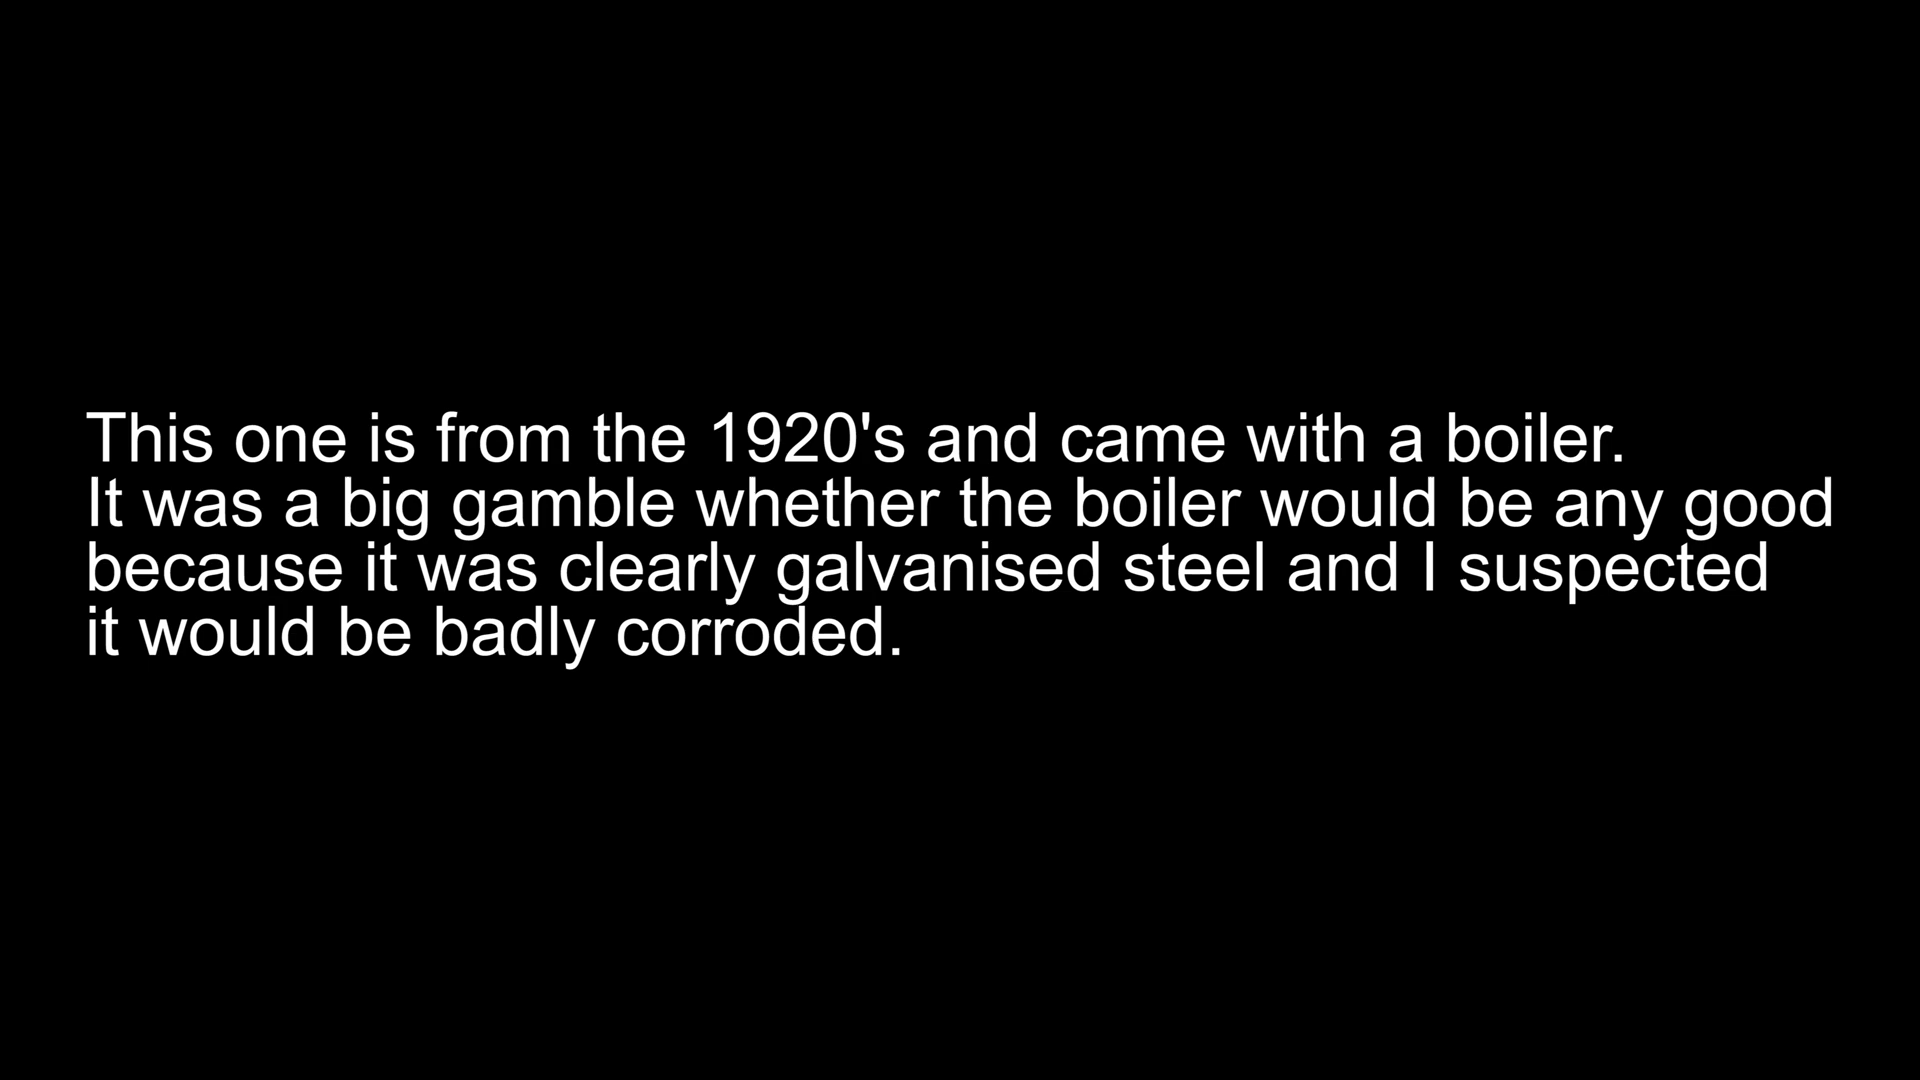 This one is from the 1920's and came with a boiler.
It was a big gamble whether the boiler would be any good
because it was clearly galvanised steel and I suspected
it would be badly corroded.